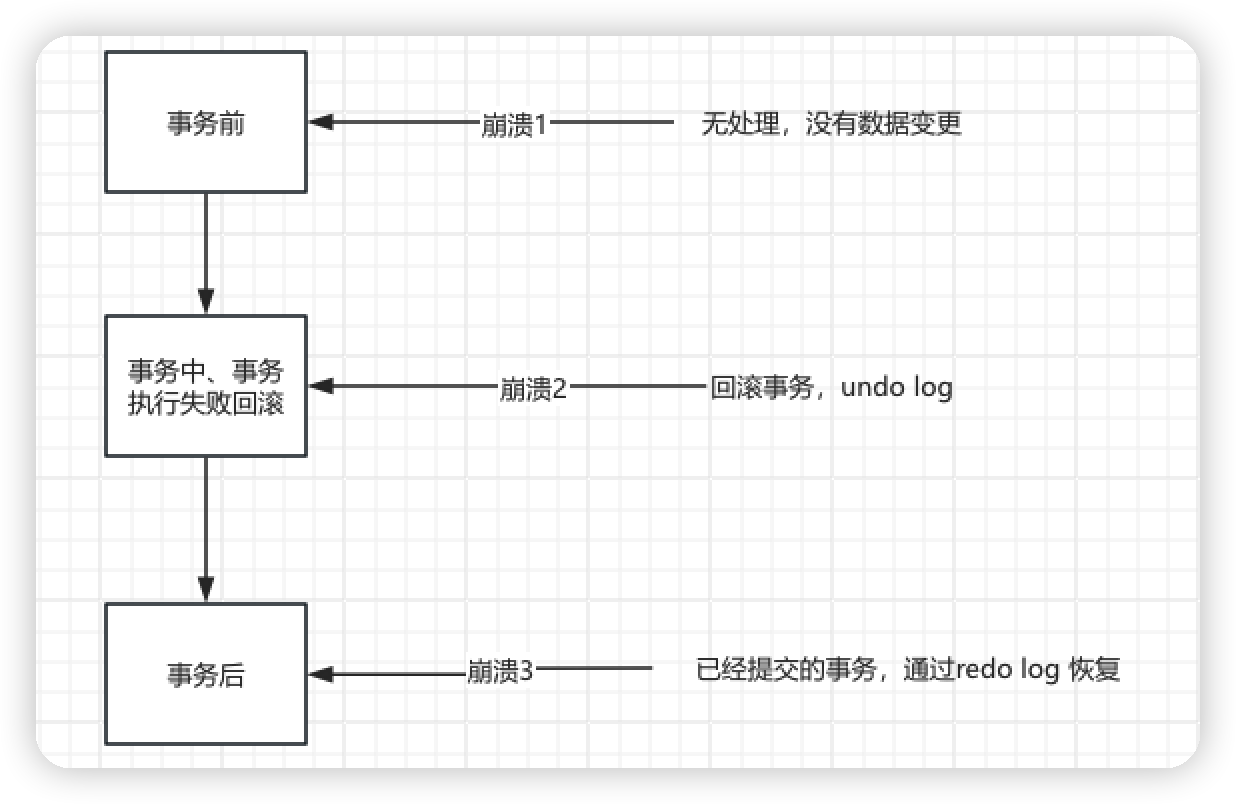 事务前
崩溃1
无处理，没有数据变更
事务中、事务
执行失败回滚
崩溃2
回滚事务，undo log
事务后
崩溃3
已经提交的事务，通过redo log 恢复